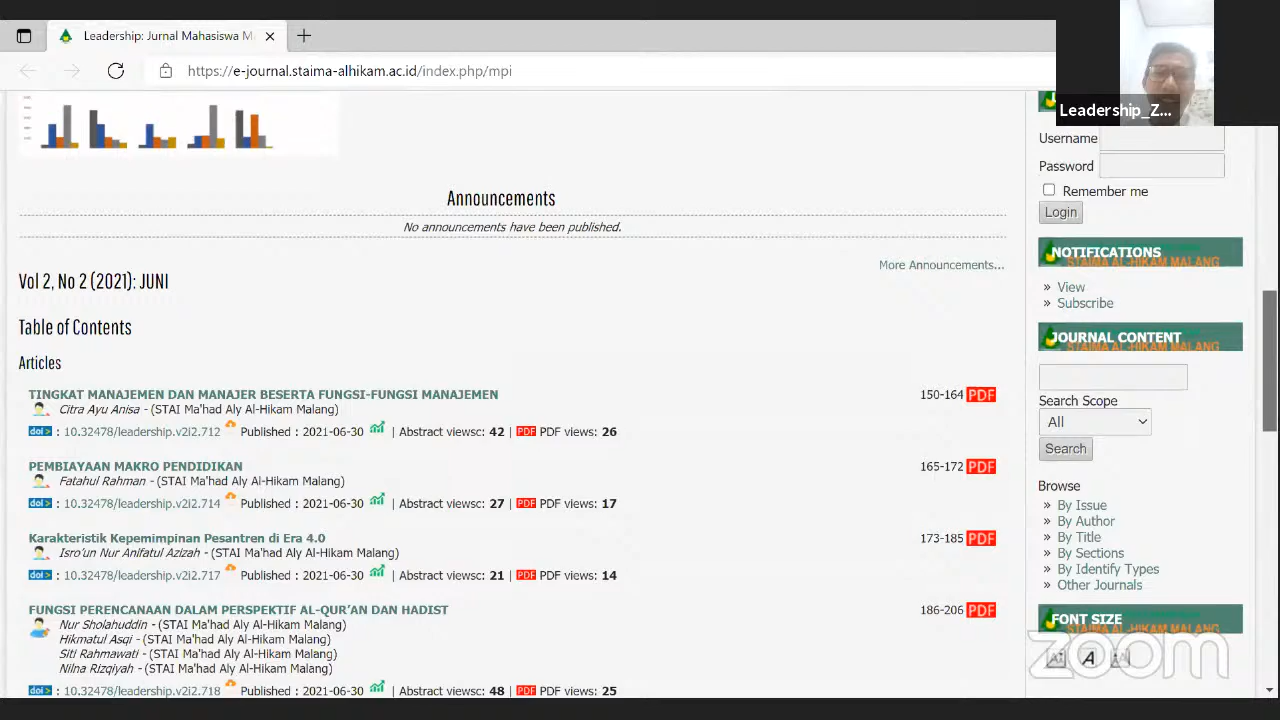 Leadership: Jurnal Mahasiswa M
https://e-journal.staima-alhikam.ac.id/index.php/mpi
Leadership_Z...
Username
Password
Remember me
Login
Announcements
No announcements have been published.
More Announcements...
NOTIFICATIONS
STAIMA AL-HIKAM MALANG
View
Subscribe
Vol 2, No 2 (2021): JUNI
Table of Contents
Articles
JOURNAL CONTENT
STAIMA AL-HIKAM MALANG
Search Scope
All
Search
TINGKAT MANAJEMEN DAN MANAJER BESERTA FUNGSI-FUNGSI MANAJEMEN 150-164 PDF
Citra Ayu Anisa - (STAI Ma'had Aly Al-Hikam Malang)
doi> : 10.32478/leadership.v2i2.712 Published : 2021-06-30 | Abstract viewsc: 42 | PDF PDF views: 26
PEMBIAYAAN MAKRO PENDIDIKAN 165-172 PDF
Fatahul Rahman - (STAI Ma'had Aly Al-Hikam Malang)
doi> : 10.32478/leadership.v2i2.714 Published : 2021-06-30 | Abstract viewsc: 27 | PDF PDF views: 17
Karakteristik Kepemimpinan Pesantren di Era 4.0 173-185 PDF
Isro'un Nur Anifatul Azizah - (STAI Ma'had Aly Al-Hikam Malang)
doi> : 10.32478/leadership.v2i2.717 Published : 2021-06-30 | Abstract viewsc: 21 | PDF PDF views: 14
FUNGSI PERENCANAAN DALAM PERSPEKTIF AL-QUR'AN DAN HADIST 186-206 PDF
Nur Sholahuddin - (STAI Ma'had Aly Al-Hikam Malang)
Hikmatul Asqi - (STAI Ma'had Aly Al-Hikam Malang)
Siti Rahmawati - (STAI Ma'had Aly Al-Hikam Malang)
Nilna Rizqiyah - (STAI Ma'had Aly Al-Hikam Malang)
doi> : 10.32478/leadership.v2i2.718 Published : 2021-06-30 | Abstract viewsc: 48 | PDF PDF views: 25
Browse
By Issue
By Author
By Title
By Sections
By Identify Types
Other Journals
FONT SIZE
STAIMA AL-HIKAM MALANG
A
zoom